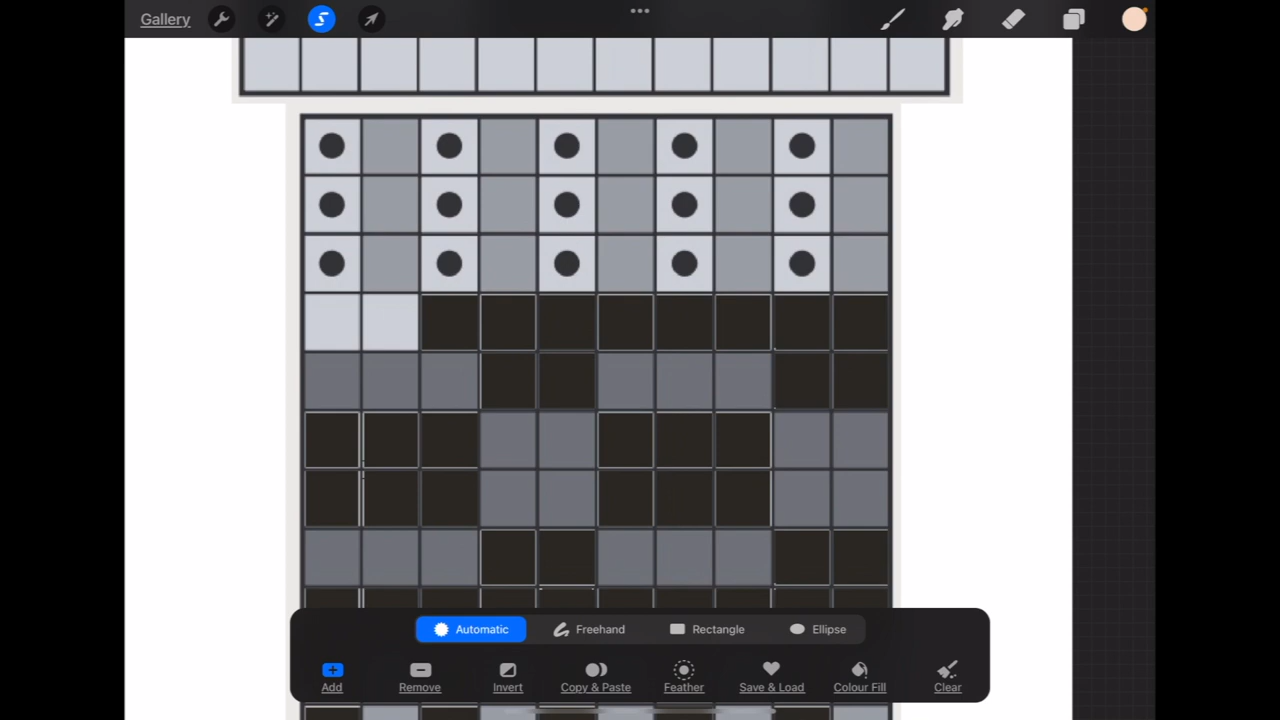 Gallery
Automatic Freehand Rectangle Ellipse
Add Remove Invert Copy & Paste Feather Save & Load Colour Fill Clear